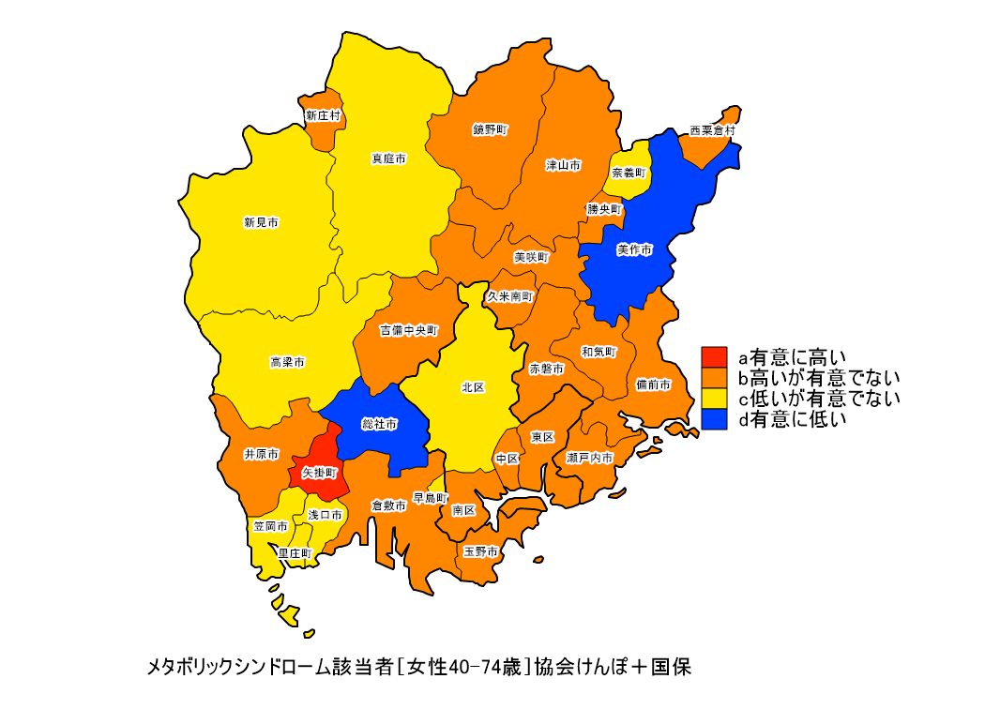 新庄村
鏡野町
西粟倉村
真庭市
津山市
奈義町
勝央町
新見市
美作市
美咲町
久米南町
吉備中央町
和気町
a有意に高い
高梁市
赤磐市
b高いが有意でない
北区
備前市
c低いが有意でない
d有意に低い
総社市
東区
井原市
中区
瀬戸内市
矢掛町
早島町
倉敷市
南区
浅口市
笠岡市
里庄町
玉野市
メタボリックシンドローム該当者[女性40-74歳]協会けんぽ+国保